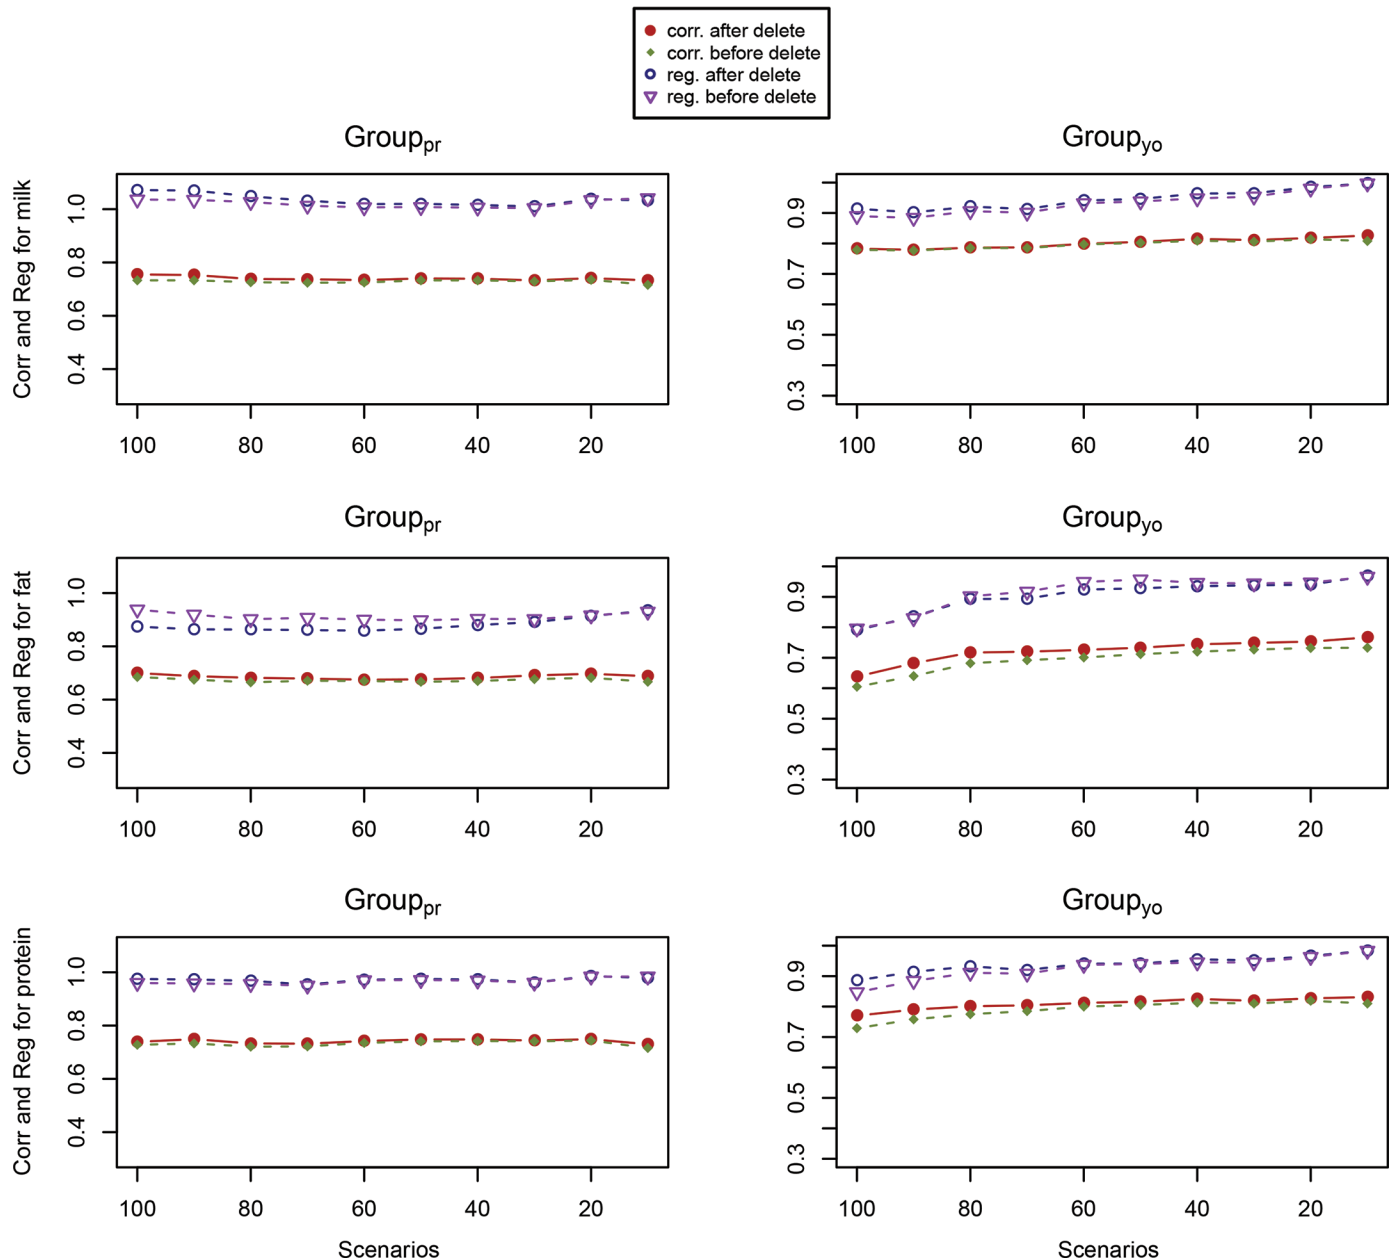 corr. after delete
corr. before delete
reg. after delete
reg. before delete
Group_pr
Group_yo
Corr and Reg for milk
1.0
0.8
0.6
0.4
100 80 60 40 20
0.9
0.7
0.5
0.3
100 80 60 40 20
Group_pr
Group_yo
Corr and Reg for fat
1.0
0.8
0.6
0.4
100 80 60 40 20
0.9
0.7
0.5
0.3
100 80 60 40 20
Group_pr
Group_yo
Corr and Reg for protein
1.0
0.8
0.6
0.4
100 80 60 40 20
Scenarios
0.9
0.7
0.5
0.3
100 80 60 40 20
Scenarios